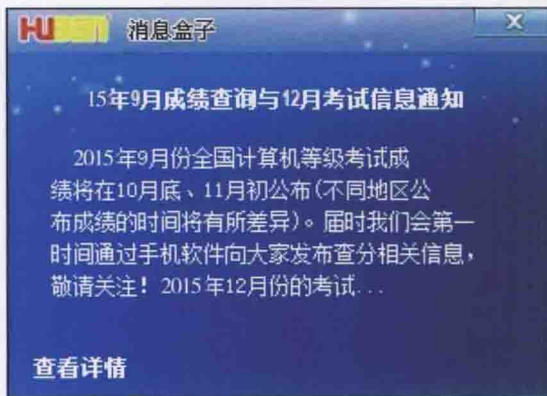 消息盒子
15年9月成绩查询与12月考试信息通知
2015年9月份全国计算机等级考试成
绩将在10月底、11月初公布(不同地区公
布成绩的时间将有所差异)。届时我们会第一
时间通过手机软件向大家发布查分相关信息，
敬请关注！2015年12月份的考试...
查看详情